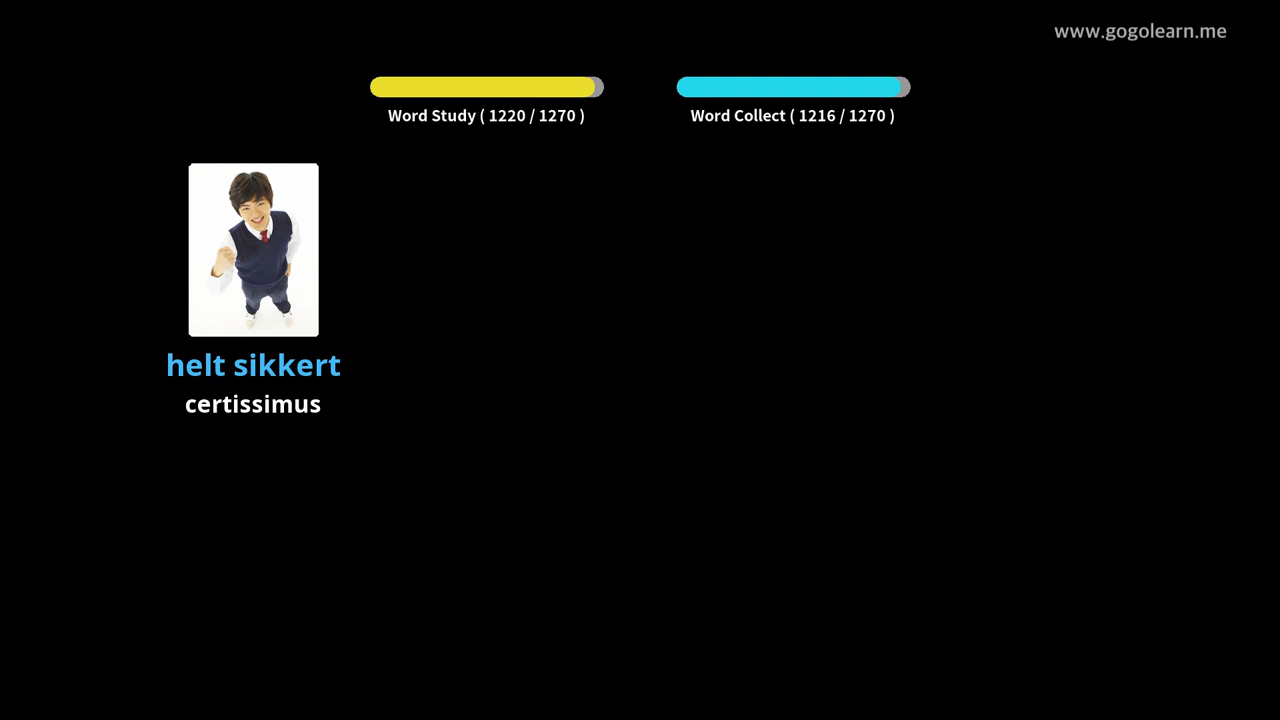 www.gogolearn.me
Word Study ( 1220 / 1270 )
Word Collect ( 1216 / 1270 )
helt sikkert
certissimus